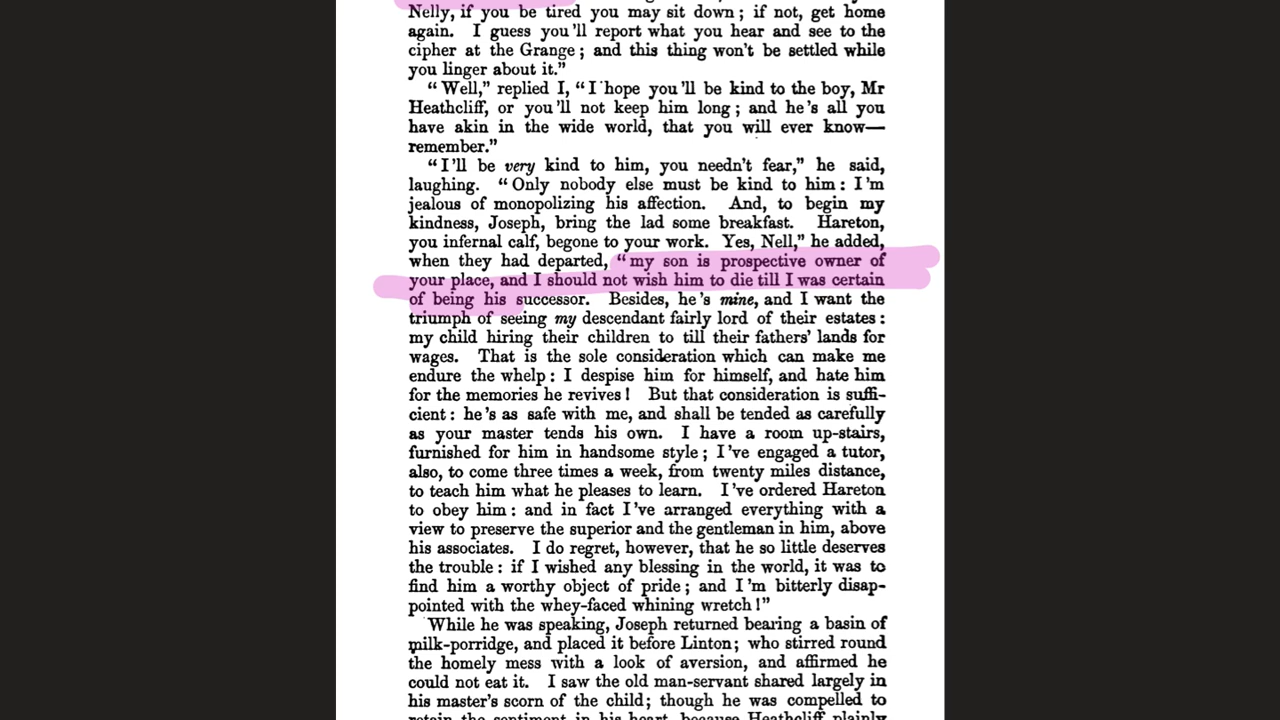 Nelly, if you be tired you may sit down; if not, get home
again. I guess you'll report what you hear and see to the
cipher at the Grange; and this thing won't be settled while
you linger about it.”
“Well,” replied I, “I hope you'll be kind to the boy, Mr
Heathcliff, or you'll not keep him long; and he's all you
have akin in the wide world, that you will ever know—
remember.”
“I'll be very kind to him, you needn't fear,” he said,
laughing. “Only nobody else must be kind to him: I'm
jealous of monopolizing his affection. And, to begin my
kindness, Joseph, bring the lad some breakfast. Hareton,
you infernal calf, begone to your work. Yes, Nell,” he added,
when they had departed, “my son is prospective owner of
your place, and I should not wish him to die till I was certain
of being his successor. Besides, he's mine, and I want the
triumph of seeing my descendant fairly lord of their estates:
my child hiring their children to till their fathers' lands for
wages. That is the sole consideration which can make me
endure the whelp: I despise him for himself, and hate him
for the memories he revives! But that consideration is suffi-
cient: he's as safe with me, and shall be tended as carefully
as your master tends his own. I have a room up-stairs,
furnished for him in handsome style; I've engaged a tutor,
also, to come three times a week, from twenty miles distance,
to teach him what he pleases to learn. I've ordered Hareton
to obey him: and in fact I've arranged everything with a
view to preserve the superior and the gentleman in him, above
his associates. I do regret, however, that he so little deserves
the trouble: if I wished any blessing in the world, it was to
find him a worthy object of pride; and I'm bitterly disap-
pointed with the whey-faced whining wretch!”
While he was speaking, Joseph returned bearing a basin of
milk-porridge, and placed it before Linton; who stirred round
the homely mess with a look of aversion, and affirmed he
could not eat it. I saw the old man-servant shared largely in
his master's scorn of the child; though he was compelled to
retain the sentiment in his heart, because Heathcliff plainly